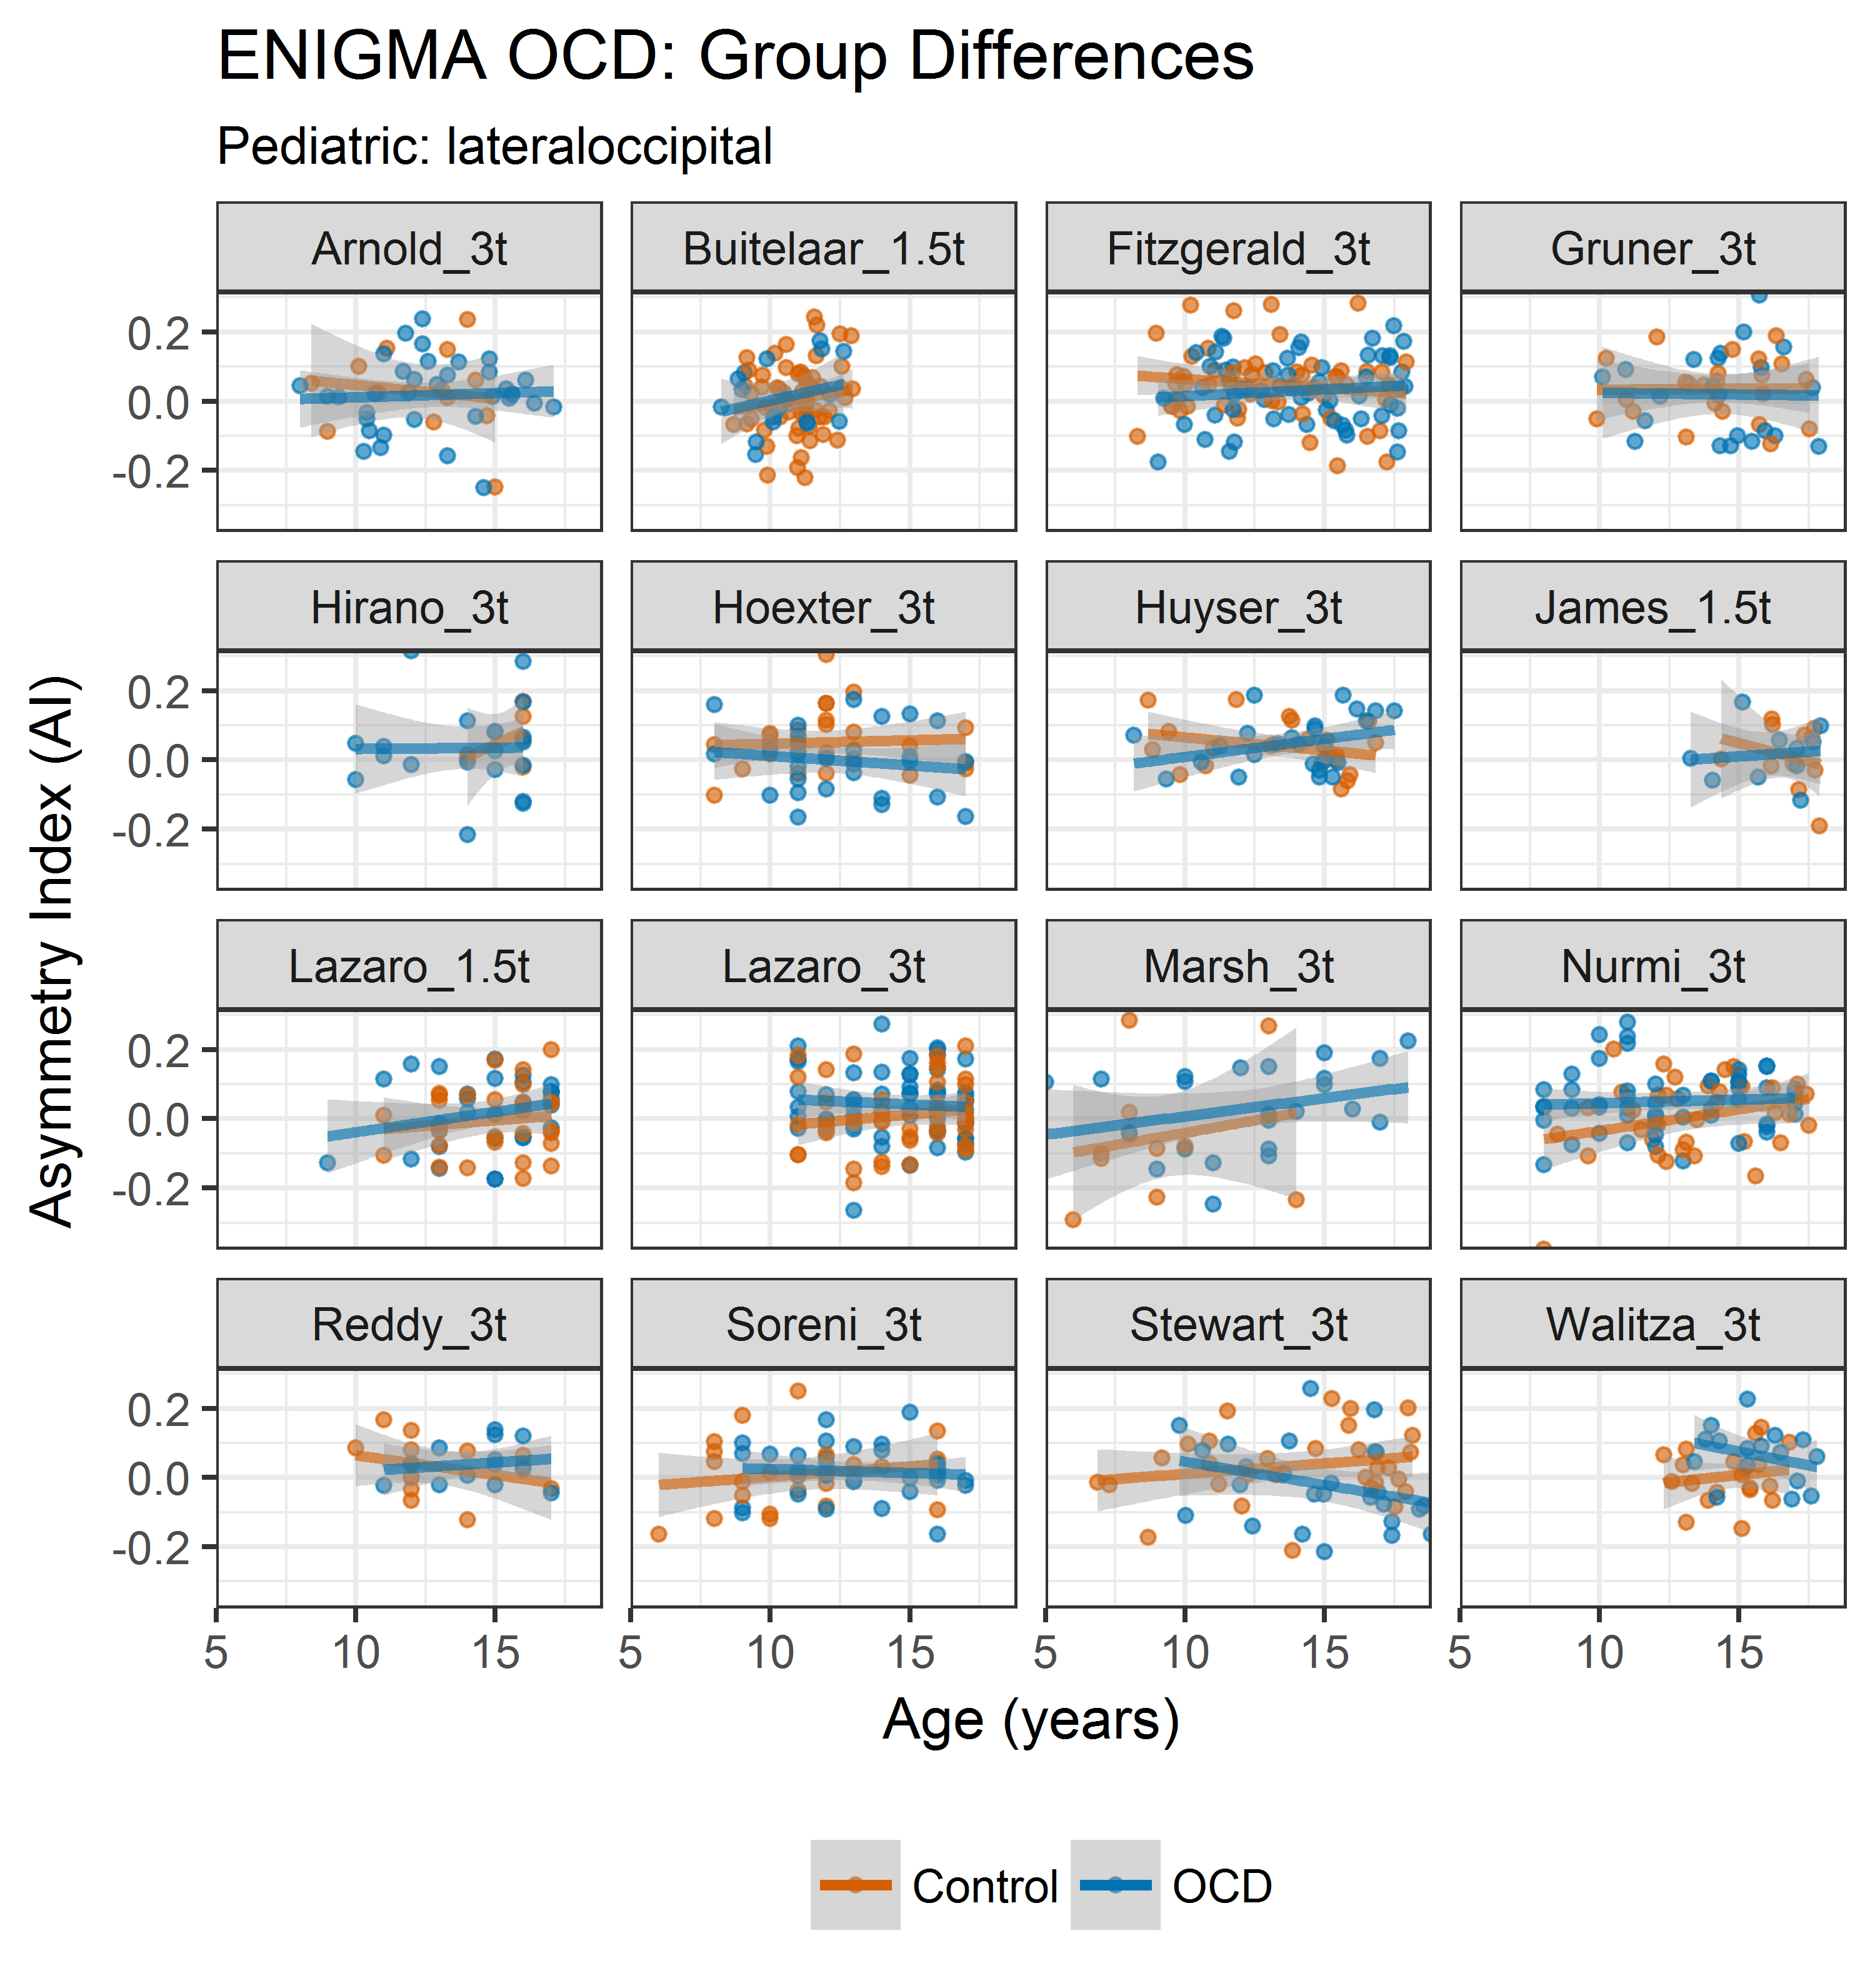 ENIGMA OCD: Group Differences
Pediatric: lateraloccipital
Arnold_3t Buitelaar_1.5t Fitzgerald_3t Gruner_3t
0.2
0.0
-0.2
Hirano_3t Hoexter_3t Huyser_3t James_1.5t
0.2
0.0
-0.2
Asymmetry Index (AI)
Lazaro_1.5t Lazaro_3t Marsh_3t Nurmi_3t
0.2
0.0
-0.2
Reddy_3t Soreni_3t Stewart_3t Walitza_3t
0.2
0.0
-0.2
5 10 15 5 10 15 5 10 15 5 10 15
Age (years)
Control OCD